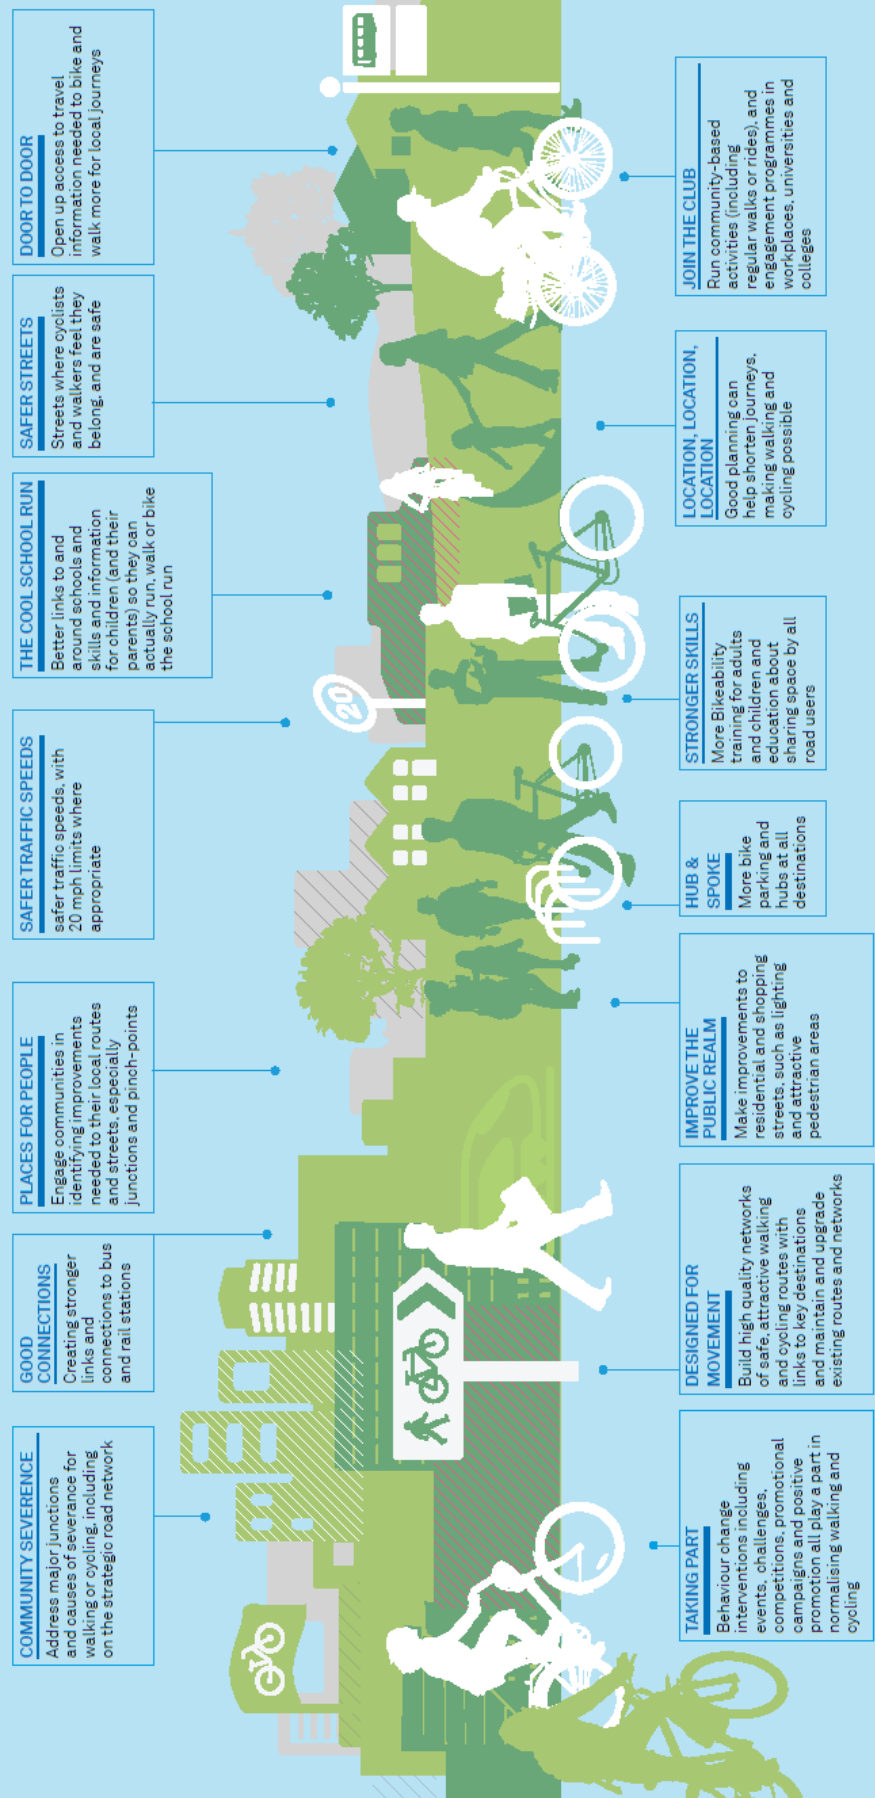 COMMUNITY SEVERENCE
Address major junctions
and causes of severance for
walking or cycling, including
on the strategic road network
GOOD
CONNECTIONS
Creating stronger
links and
connections to bus
and rail stations
PLACES FOR PEOPLE
Engage communities in
identifying improvements
needed to their local routes
and streets, especially
junctions and pinch-points
SAFER TRAFFIC SPEEDS
safer traffic speeds, with
20 mph limits where
appropriate
THE COOL SCHOOL RUN
Better links to and
around schools and
skills and information
for children (and their
parents) so they can
actually run, walk or bike
the school run
SAFER STREETS
Streets where cyclists
and walkers feel they
belong, and are safe
DOOR TO DOOR
Open up access to travel
information needed to bike and
walk more for local journeys
20
TAKING PART
Behaviour change
interventions including
events, challenges,
competitions, promotional
campaigns and positive
promotion all play a part in
normalising walking and
cycling
DESIGNED FOR
MOVEMENT
Build high quality networks
of safe, attractive walking
and cycling routes with
links to key destinations
and maintain and upgrade
existing routes and networks
IMPROVE THE
PUBLIC REALM
Make improvements to
residential and shopping
streets, such as lighting
and attractive
pedestrian areas
HUB &
SPOKE
More bike
parking and
hubs at all
destinations
STRONGER SKILLS
More Bikeability
training for adults
and children and
education about
sharing space by all
road users
LOCATION, LOCATION,
LOCATION
Good planning can
help shorten journeys,
making walking and
cycling possible
JOIN THE CLUB
Run community-based
activities (including
regular walks or rides), and
engagement programmes in
workplaces, universities and
colleges